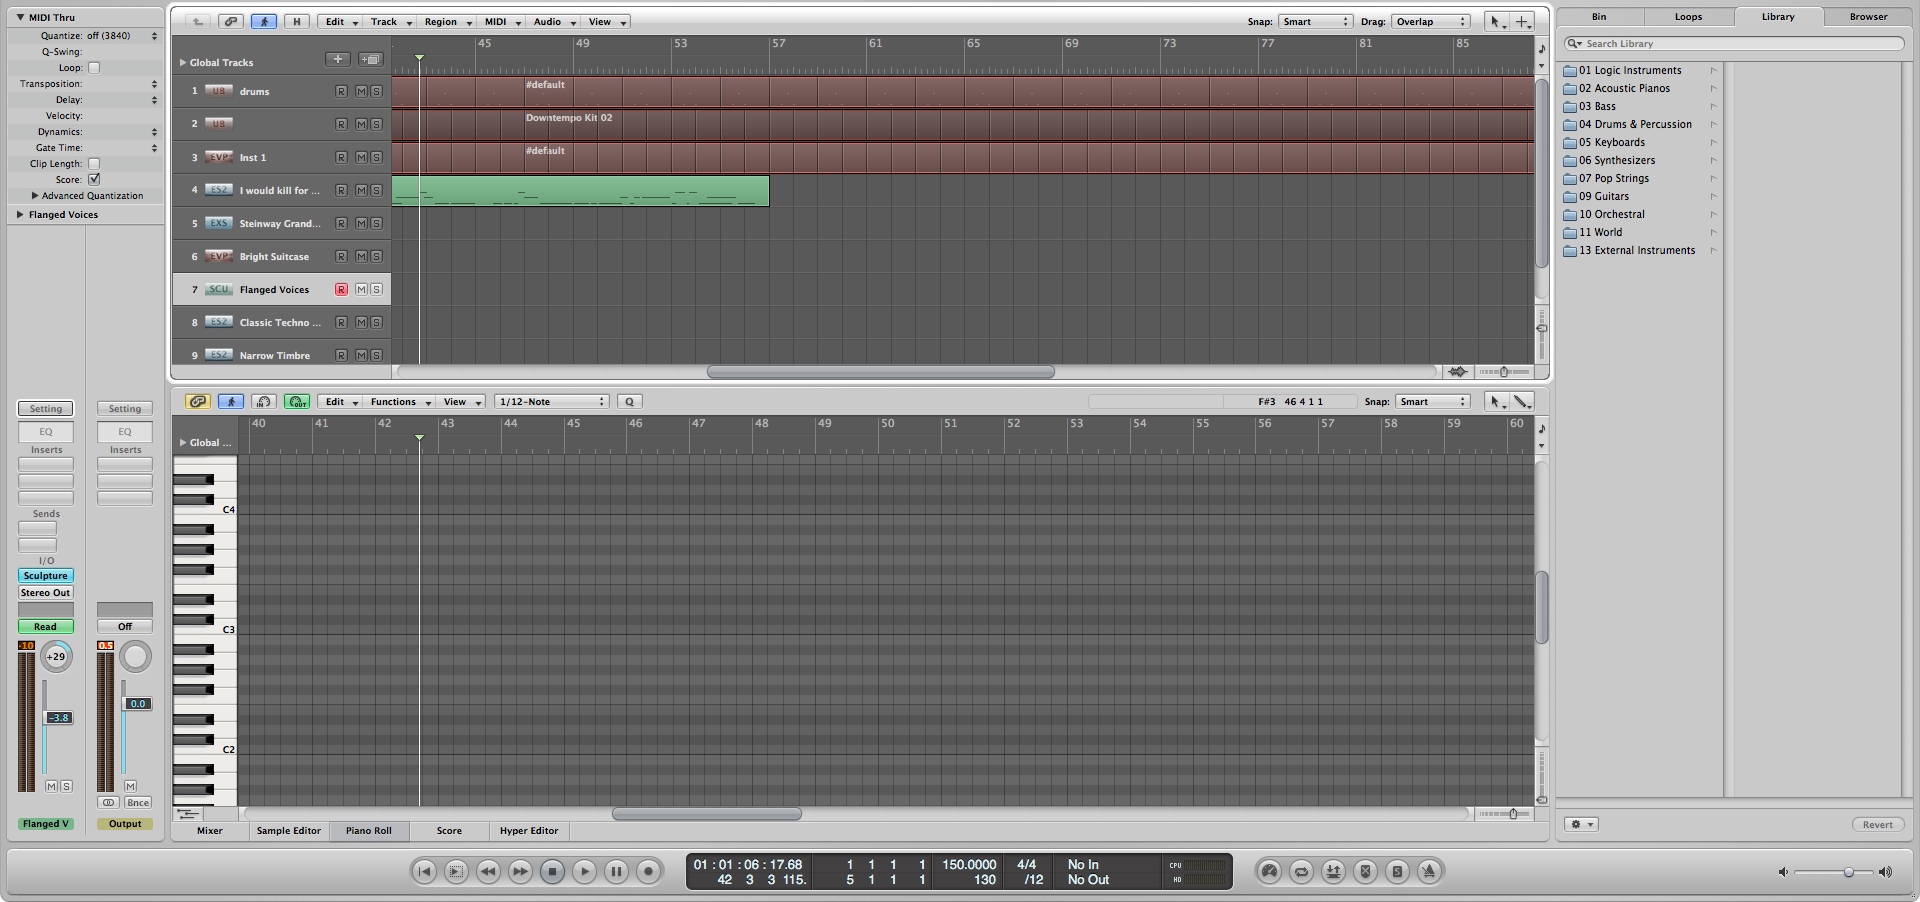 MIDI Thru
Quantize: off (3840)
Q-Swing:
Loop:
Transposition:
Delay:
Velocity:
Dynamics:
Gate Time:
Clip Length:
Score:
Advanced Quantization
Flanged Voices
Setting Setting
EQ EQ
Inserts Inserts
Sends
I/O
Sculpture
Stereo Out
Read Off
-10 +29 0.5
-3.8 0.0
M S M
Bnce
Flanged V Output
H Edit Track Region MIDI Audio View Snap: Smart Drag: Overlap
45 49 53 57 61 65 69 73 77 81 85
Global Tracks
1 UB drums R M S #default
2 UB R M S Downtempo Kit 02
3 EVP Inst 1 R M S #default
4 ES2 I would kill for ... R M S
5 EXS Steinway Grand... R M S
6 EVP Bright Suitcase R M S
7 SCU Flanged Voices R M S
8 ES2 Classic Techno ... R M S
9 ES2 Narrow Timbre R M S
IN OUT Edit Functions View 1/12-Note Q F#3 46 4 1 1 Snap: Smart
40 41 42 43 44 45 46 47 48 49 50 51 52 53 54 55 56 57 58 59 60
Global ...
C4
C3
C2
Mixer Sample Editor Piano Roll Score Hyper Editor
01 : 01 : 06 : 17.68 1 1 1 1 150.0000 4/4 No In CPU
42 3 3 115. 5 1 1 1 130 /12 No Out HD
S
Bin Loops Library Browser
Search Library
01 Logic Instruments
02 Acoustic Pianos
03 Bass
04 Drums & Percussion
05 Keyboards
06 Synthesizers
07 Pop Strings
09 Guitars
10 Orchestral
11 World
13 External Instruments
Revert